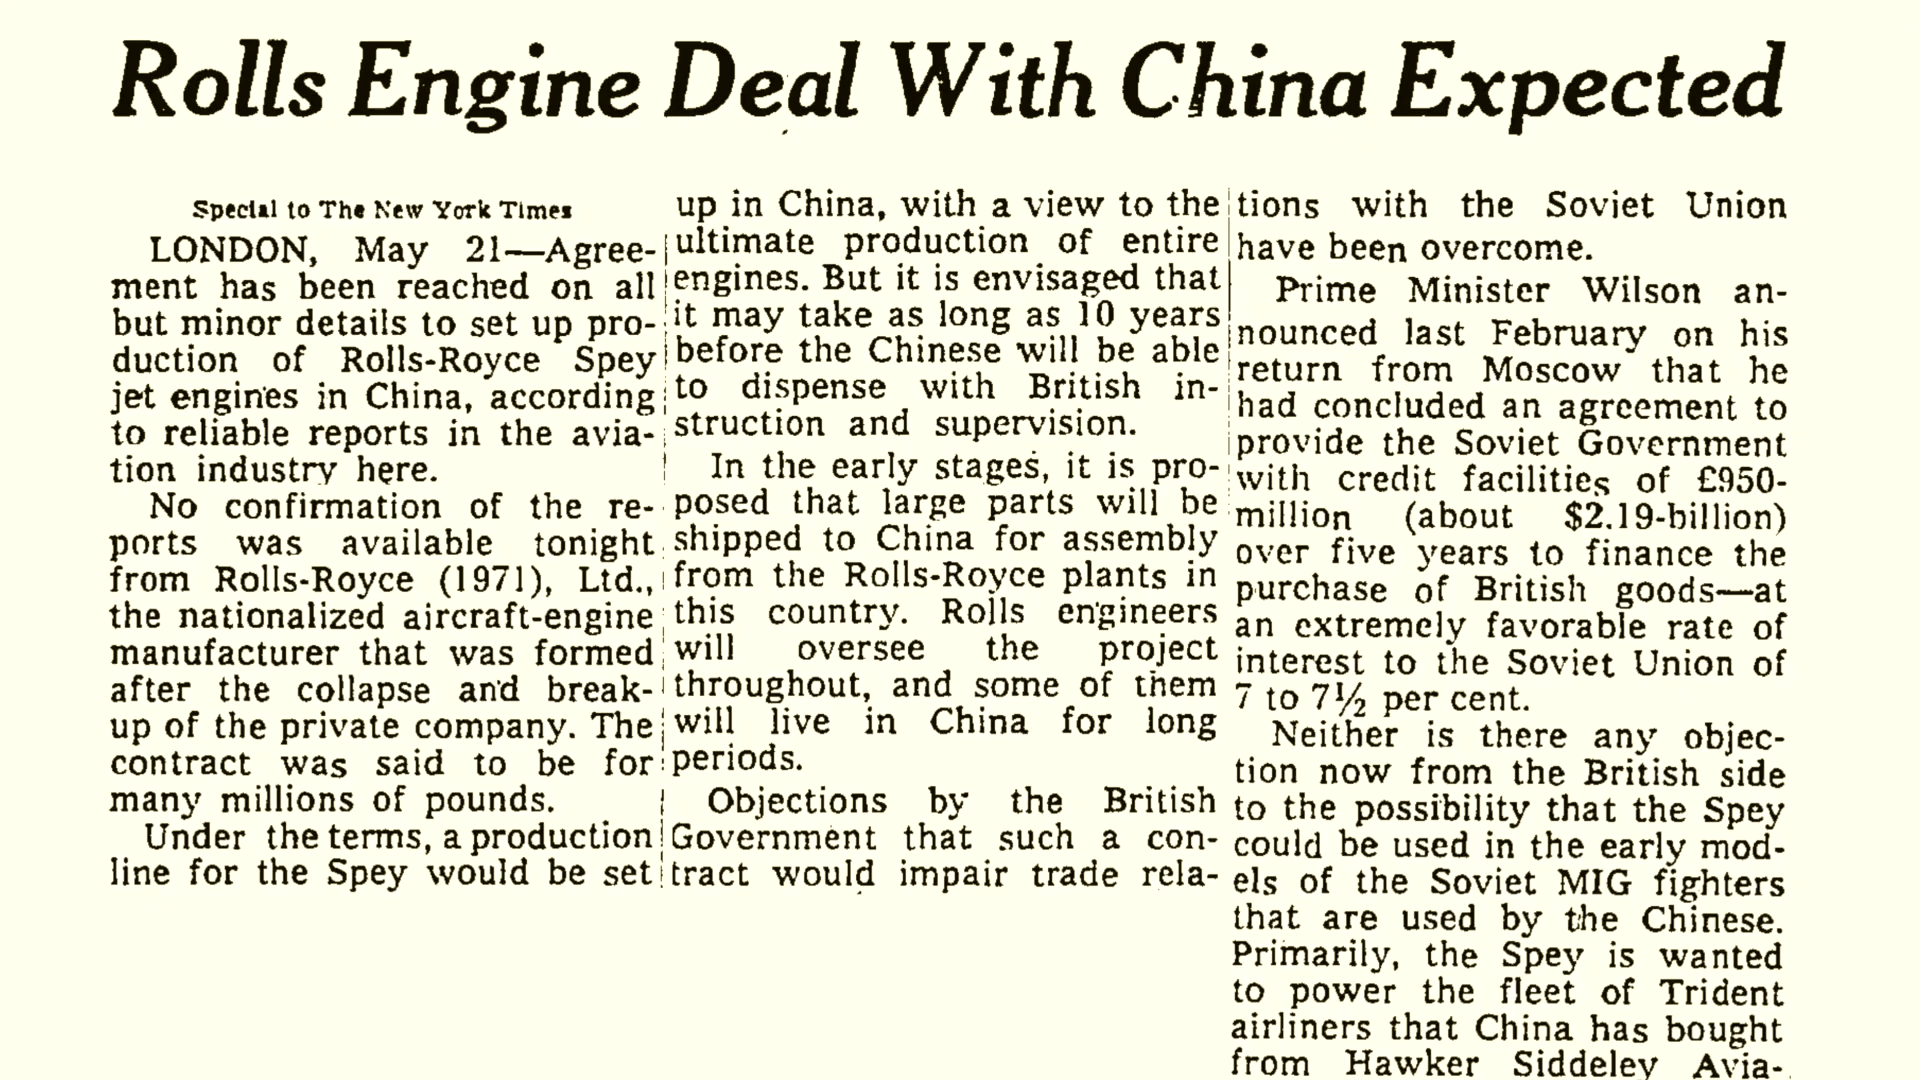 Rolls Engine Deal With China Expected
Special to The New York Times
LONDON, May 21—Agree-
ment has been reached on all
but minor details to set up pro-
duction of Rolls-Royce Spey
jet engines in China, according
to reliable reports in the avia-
tion industry here.
No confirmation of the re-
ports was available tonight
from Rolls-Royce (1971), Ltd.,
the nationalized aircraft-engine
manufacturer that was formed
after the collapse and break-
up of the private company. The
contract was said to be for
many millions of pounds.
Under the terms, a production
line for the Spey would be set
up in China, with a view to the
ultimate production of entire
engines. But it is envisaged that
it may take as long as 10 years
before the Chinese will be able
to dispense with British in-
struction and supervision.
In the early stages, it is pro-
posed that large parts will be
shipped to China for assembly
from the Rolls-Royce plants in
this country. Rolls engineers
will oversee the project
throughout, and some of them
will live in China for long
periods.
Objections by the British
Government that such a con-
tract would impair trade rela-
tions with the Soviet Union
have been overcome.
Prime Minister Wilson an-
nounced last February on his
return from Moscow that he
had concluded an agreement to
provide the Soviet Government
with credit facilities of £950-
million (about $2.19-billion)
over five years to finance the
purchase of British goods—at
an extremely favorable rate of
interest to the Soviet Union of
7 to 7½ per cent.
Neither is there any objec-
tion now from the British side
to the possibility that the Spey
could be used in the early mod-
els of the Soviet MIG fighters
that are used by the Chinese.
Primarily, the Spey is wanted
to power the fleet of Trident
airliners that China has bought
from Hawker Siddeley Avia-